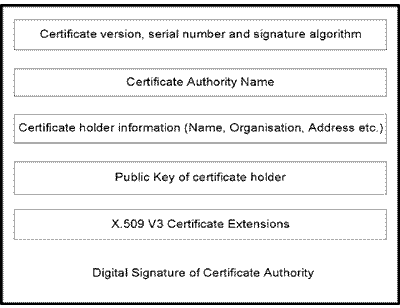 Certificate version, serial number and signature algorithm
Certificate Authority Name
Certificate holder information (Name, Organisation, Address etc.)
Public Key of certificate holder
X.509 V3 Certificate Extensions
Digital Signature of Certificate Authority